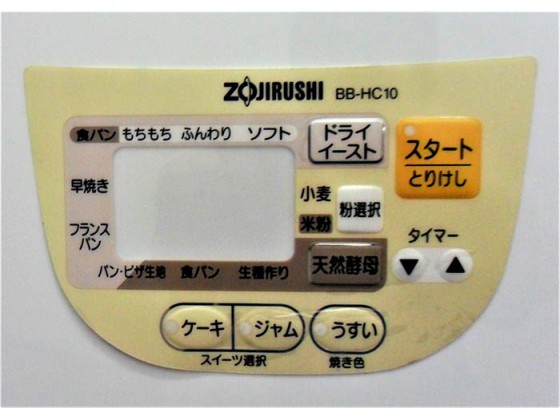 ZOJIRUSHI BB-HC10
食パン もちもち ふんわり ソフト
ドライ
イースト
スタート
とりけし
早焼き
小麦
米粉
粉選択
フランス
パン
タイマー
▼ ▲
パン・ピザ生地 食パン 生種作り
天然酵母
ケーキ ジャム うすい
スイーツ選択 焼き色